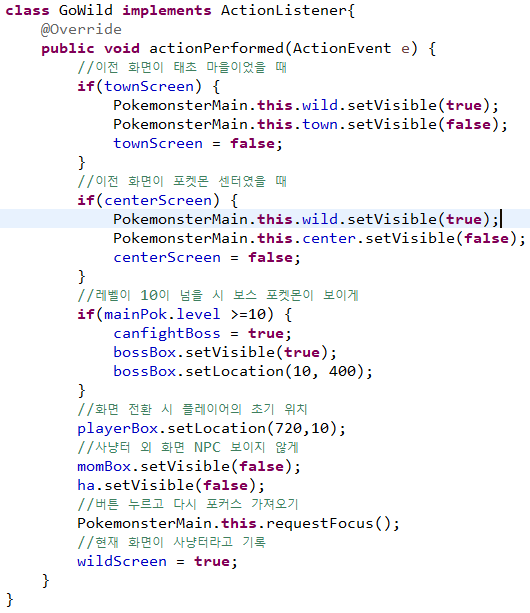 class GoWild implements ActionListener{
@Override
public void actionPerformed(ActionEvent e) {
//이전 화면이 태초 마을이었을 때
if(townScreen) {
PokemonsterMain.this.wild.setVisible(true);
PokemonsterMain.this.town.setVisible(false);
townScreen = false;
}
//이전 화면이 포켓몬 센터였을 때
if(centerScreen) {
PokemonsterMain.this.wild.setVisible(true);
PokemonsterMain.this.center.setVisible(false);
centerScreen = false;
}
//레벨이 10이 넘을 시 보스 포켓몬이 보이게
if(mainPok.level >=10) {
canfightBoss = true;
bossBox.setVisible(true);
bossBox.setLocation(10, 400);
}
//화면 전환 시 플레이어의 초기 위치
playerBox.setLocation(720,10);
//사냥터 외 화면 NPC 보이지 않게
momBox.setVisible(false);
ha.setVisible(false);
//버튼 누르고 다시 포커스 가져오기
PokemonsterMain.this.requestFocus();
//현재 화면이 사냥터라고 기록
wildScreen = true;
}
}